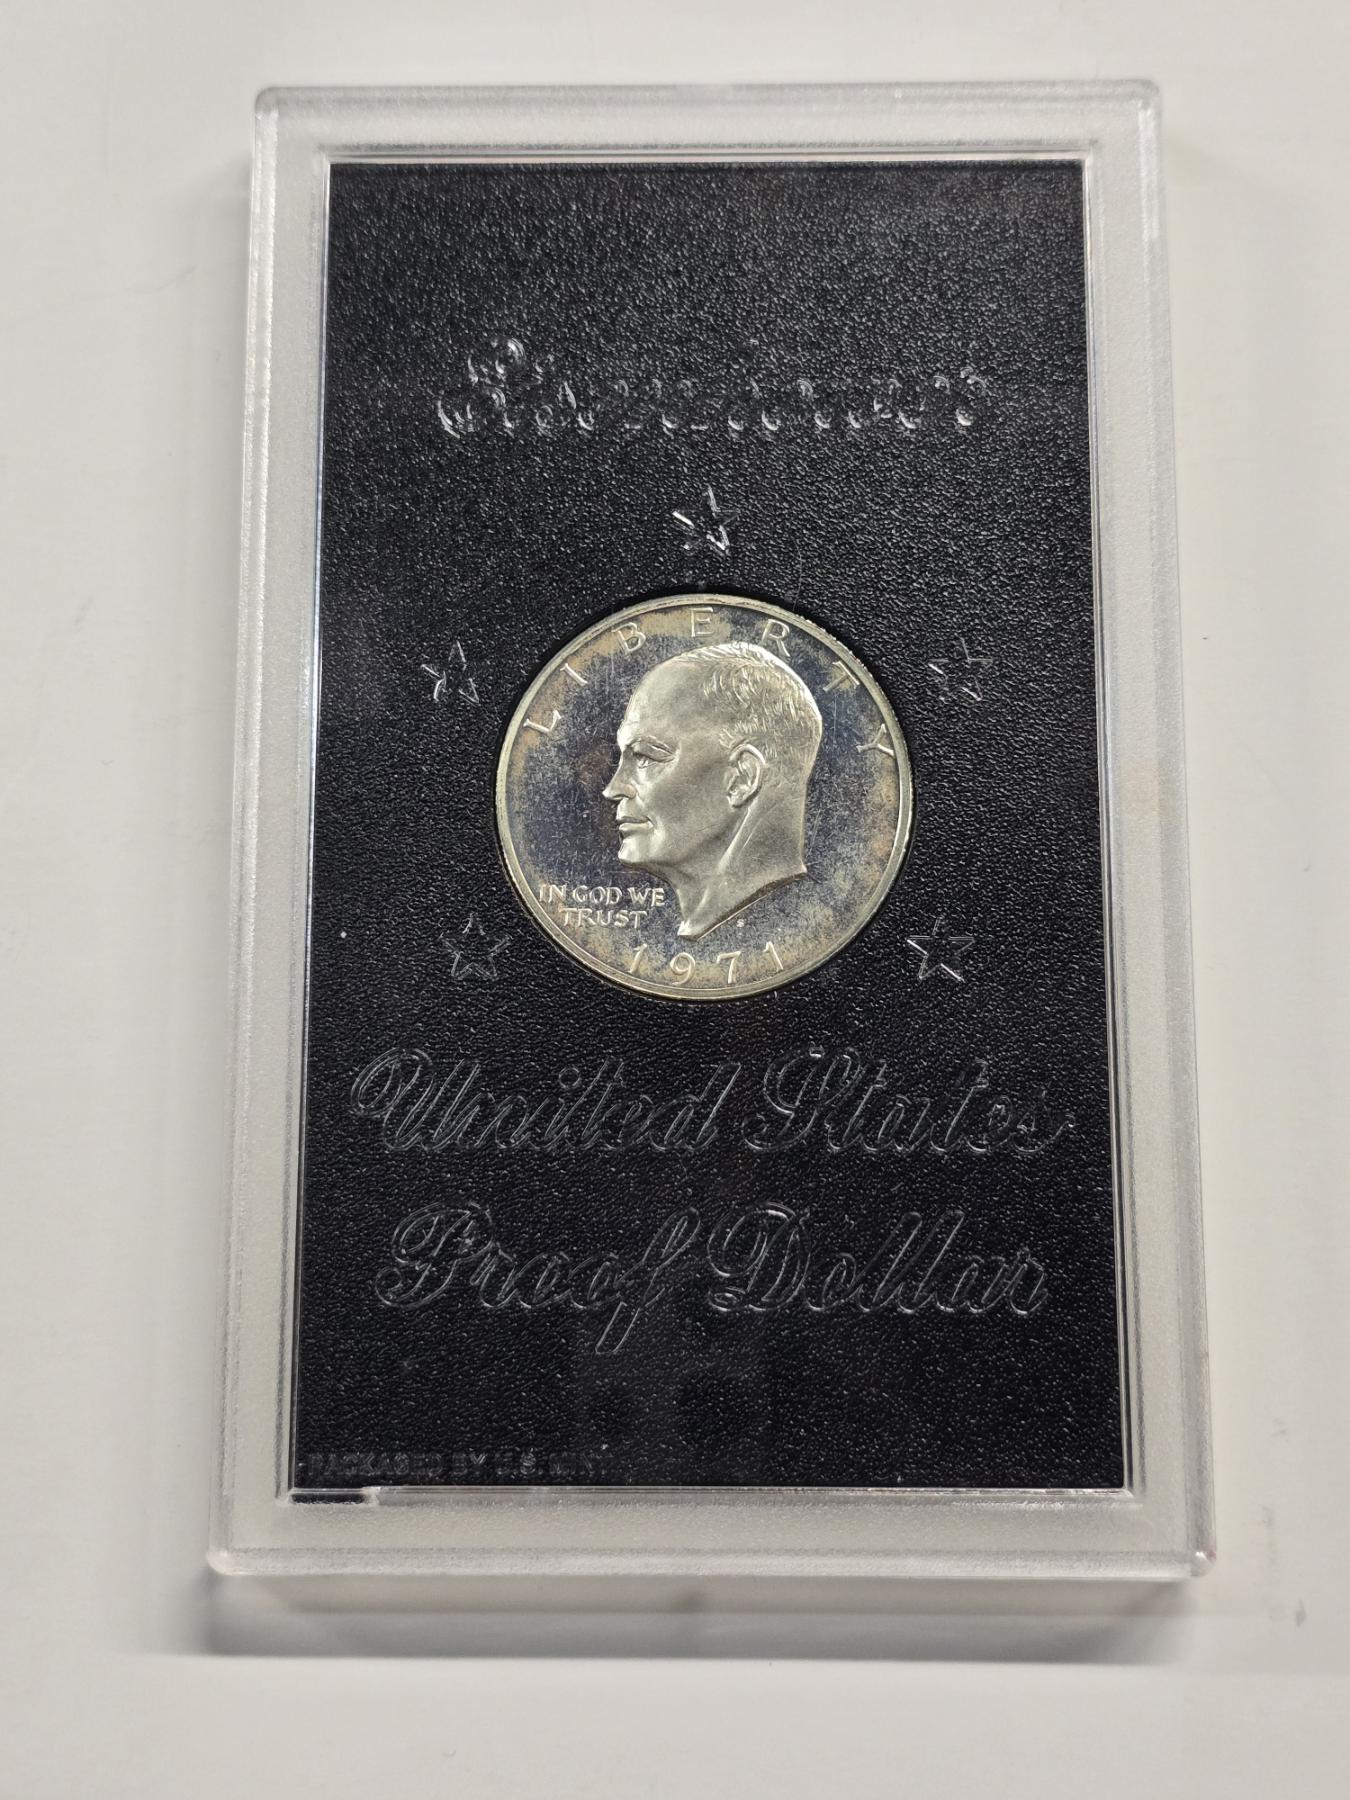 Eisenhower
LIBERTY
IN GOD WE
TRUST
S
1971
United States
Proof Dollar
PACKAGED BY U.S. MINT